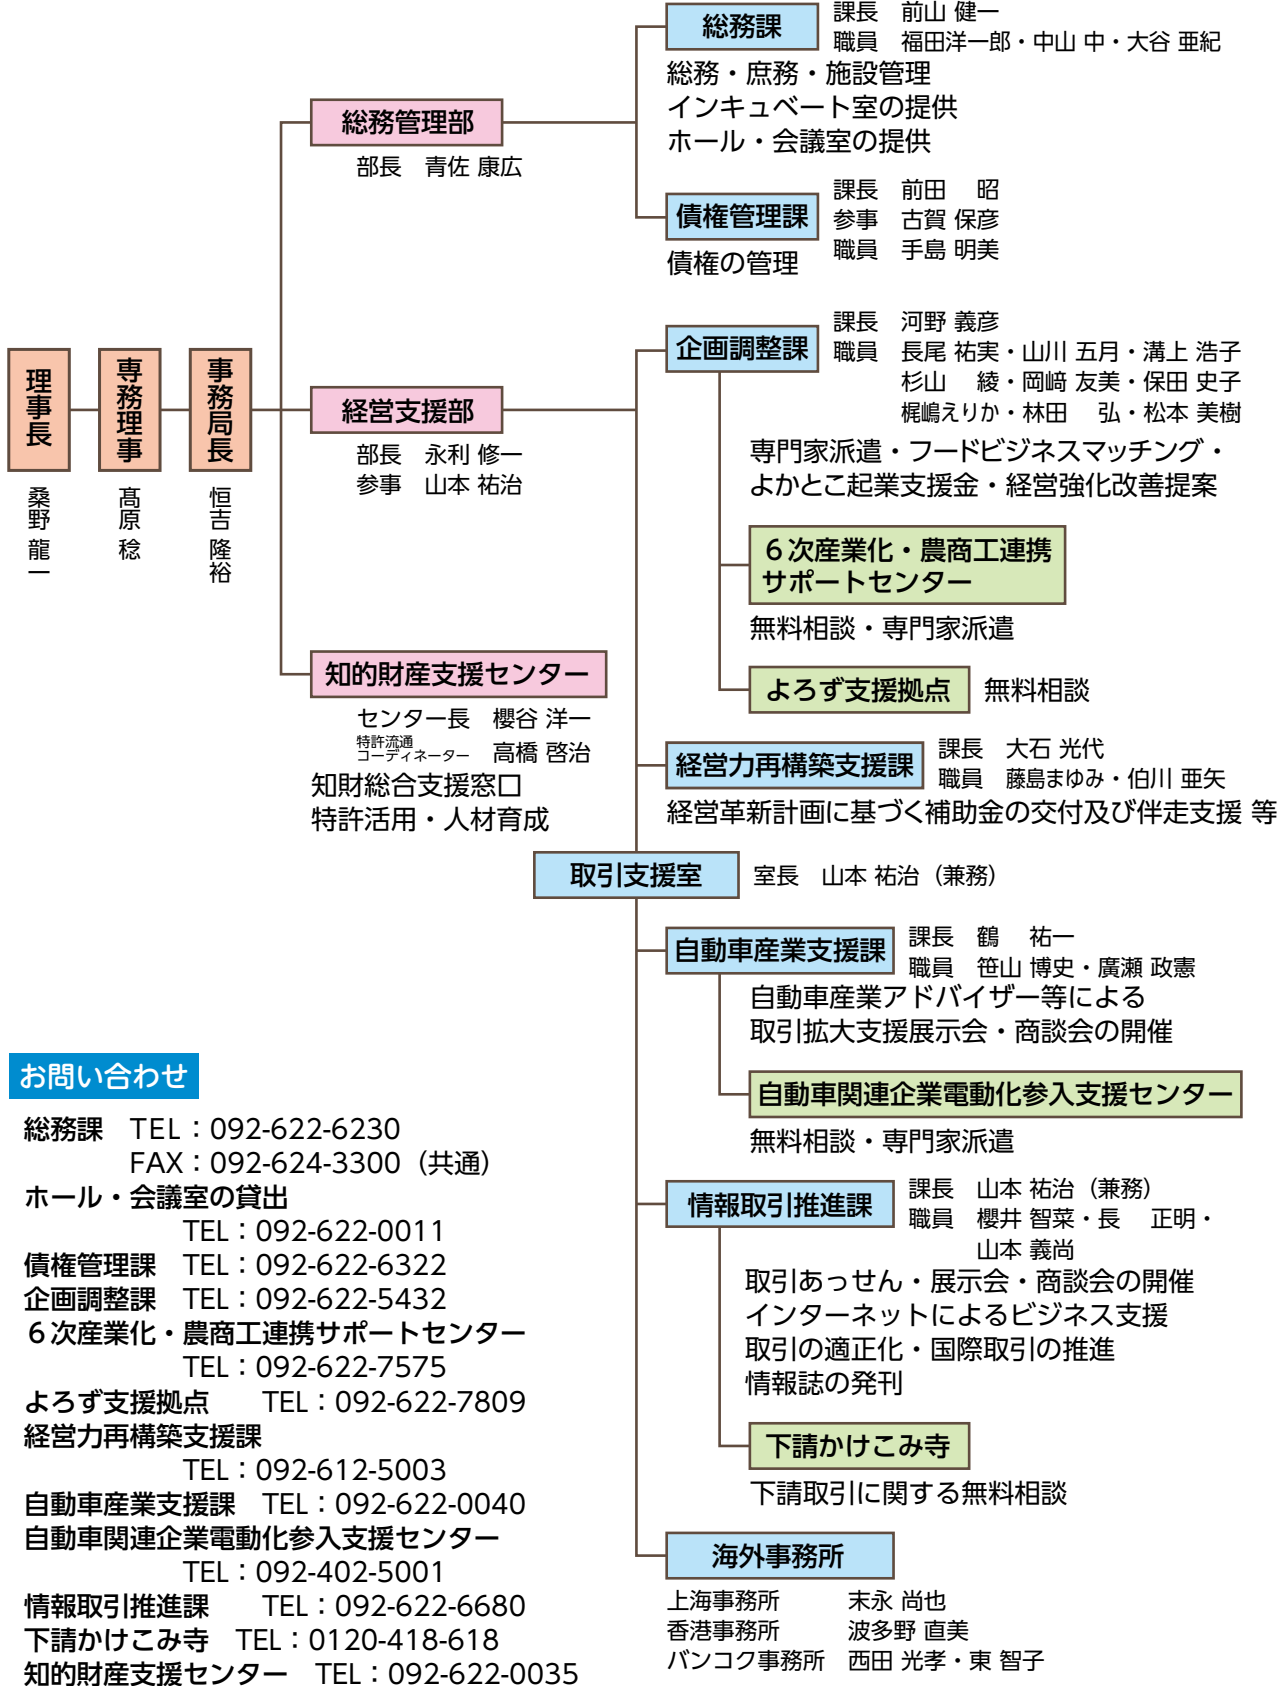 理事長
桑野 龍一
専務理事
髙原 稔
事務局長
恒吉 隆裕
総務管理部
部長　青佐 康広
総務課
課長　前山 健一
職員　福田洋一郎・中山 中・大谷 亜紀
総務・庶務・施設管理
インキュベート室の提供
ホール・会議室の提供
債権管理課
課長　前田　昭
参事　古賀 保彦
職員　手島 明美
債権の管理
経営支援部
部長　永利 修一
参事　山本 祐治
企画調整課
課長　河野 義彦
職員　長尾 祐実・山川 五月・溝上 浩子
杉山　綾・岡﨑 友美・保田 史子
梶嶋えりか・林田　弘・松本 美樹
専門家派遣・フードビジネスマッチング・
よかとこ起業支援金・経営強化改善提案
６次産業化・農商工連携
サポートセンター
無料相談・専門家派遣
よろず支援拠点
無料相談
経営力再構築支援課
課長　大石 光代
職員　藤島まゆみ・伯川 亜矢
経営革新計画に基づく補助金の交付及び伴走支援 等
取引支援室
室長　山本 祐治（兼務）
自動車産業支援課
課長　鶴　祐一
職員　笹山 博史・廣瀬 政憲
自動車産業アドバイザー等による
取引拡大支援展示会・商談会の開催
自動車関連企業電動化参入支援センター
無料相談・専門家派遣
情報取引推進課
課長　山本 祐治（兼務）
職員　櫻井 智菜・長　正明・
山本 義尚
取引あっせん・展示会・商談会の開催
インターネットによるビジネス支援
取引の適正化・国際取引の推進
情報誌の発刊
下請かけこみ寺
下請取引に関する無料相談
海外事務所
上海事務所　末永 尚也
香港事務所　波多野 直美
バンコク事務所　西田 光孝・東 智子
知的財産支援センター
センター長　櫻谷 洋一
特許流通
コーディネーター　高橋 啓治
知財総合支援窓口
特許活用・人材育成
お問い合わせ
総務課　TEL：092-622-6230
FAX：092-624-3300（共通）
ホール・会議室の貸出
TEL：092-622-0011
債権管理課　TEL：092-622-6322
企画調整課　TEL：092-622-5432
６次産業化・農商工連携サポートセンター
TEL：092-622-7575
よろず支援拠点　TEL：092-622-7809
経営力再構築支援課
TEL：092-612-5003
自動車産業支援課　TEL：092-622-0040
自動車関連企業電動化参入支援センター
TEL：092-402-5001
情報取引推進課　TEL：092-622-6680
下請かけこみ寺　TEL：0120-418-618
知的財産支援センター　TEL：092-622-0035